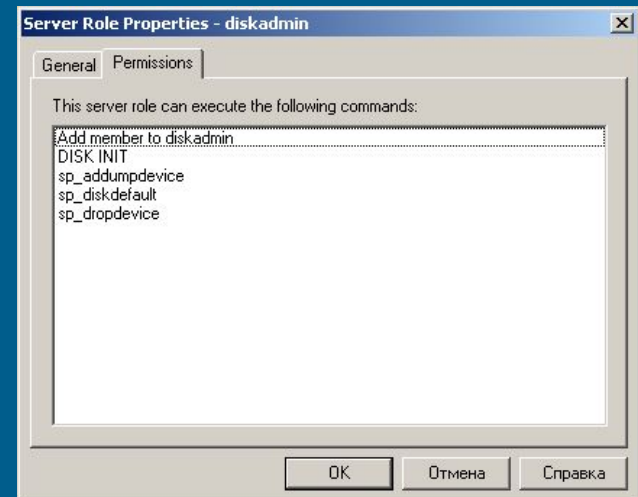 Server Role Properties - diskadmin
General Permissions
This server role can execute the following commands:
Add member to diskadmin
DISK INIT
sp_addumpdevice
sp_diskdefault
sp_dropdevice
OK Отмена Справка